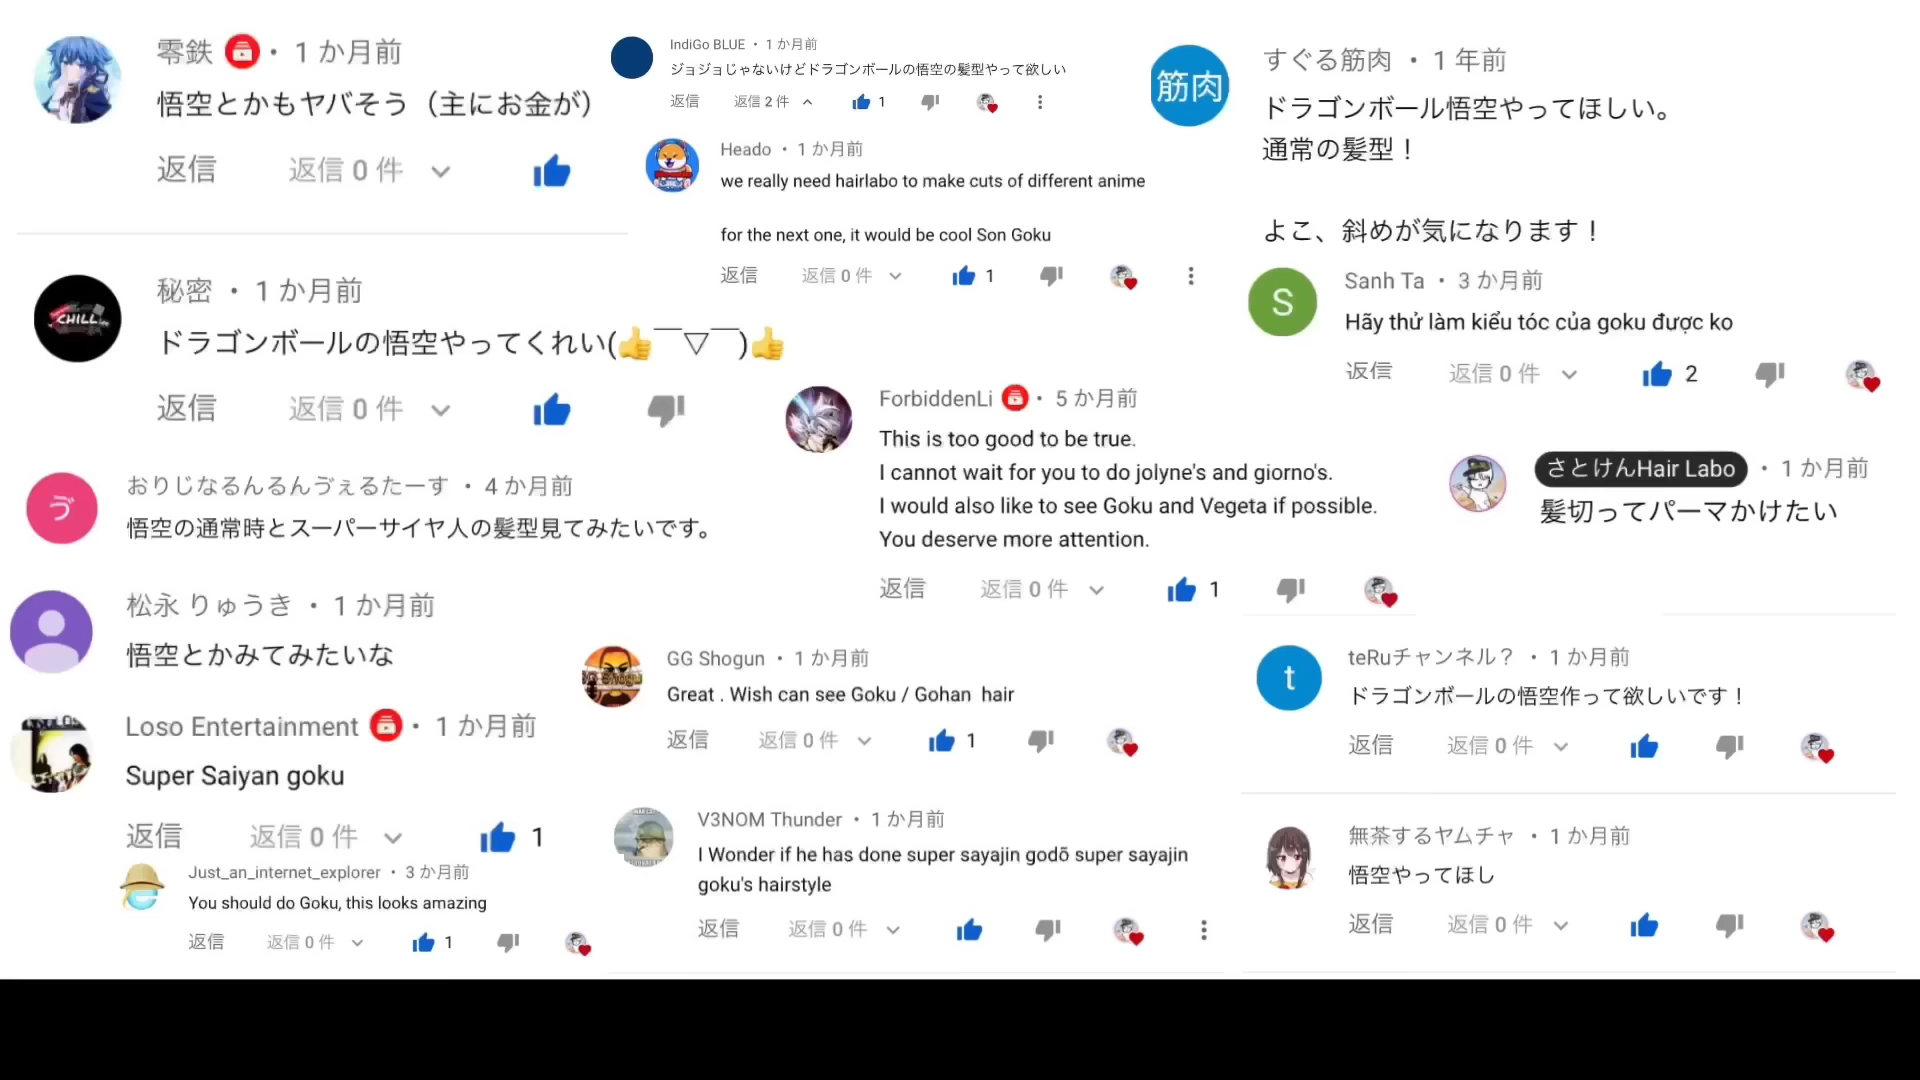 零鉄 ・ 1 か月前
悟空とかもヤバそう（主にお金が）
返信 返信 0 件
秘密 ・ 1 か月前
ドラゴンボールの悟空やってくれい(👍￣▽￣)👍
返信 返信 0 件
おりじなるんるんゔぇるたーす ・ 4 か月前
ゔ
悟空の通常時とスーパーサイヤ人の髪型見てみたいです。
松永 りゅうき ・ 1 か月前
悟空とかみてみたいな
Loso Entertainment ・ 1 か月前
Super Saiyan goku
返信 返信 0 件 1
Just_an_internet_explorer ・ 3 か月前
You should do Goku, this looks amazing
返信 返信 0 件 1
IndiGo BLUE ・ 1 か月前
ジョジョじゃないけどドラゴンボールの悟空の髪型やって欲しい
返信 返信 2 件 1
Heado ・ 1 か月前
we really need hairlabo to make cuts of different anime
for the next one, it would be cool Son Goku
返信 返信 0 件 1
ForbiddenLi ・ 5 か月前
This is too good to be true.
I cannot wait for you to do jolyne's and giorno's.
I would also like to see Goku and Vegeta if possible.
You deserve more attention.
返信 返信 0 件 1
GG Shogun ・ 1 か月前
Great . Wish can see Goku / Gohan hair
返信 返信 0 件 1
V3NOM Thunder ・ 1 か月前
I Wonder if he has done super sayajin godõ super sayajin
goku's hairstyle
返信 返信 0 件
筋肉
すぐる筋肉 ・ 1 年前
ドラゴンボール悟空やってほしい。
通常の髪型！
よこ、斜めが気になります！
S
Sanh Ta ・ 3 か月前
Hãy thử làm kiểu tóc của goku được ko
返信 返信 0 件 2
さとけんHair Labo ・ 1 か月前
髪切ってパーマかけたい
t
teRuチャンネル？ ・ 1 か月前
ドラゴンボールの悟空作って欲しいです！
返信 返信 0 件
無茶するヤムチャ ・ 1 か月前
悟空やってほし
返信 返信 0 件